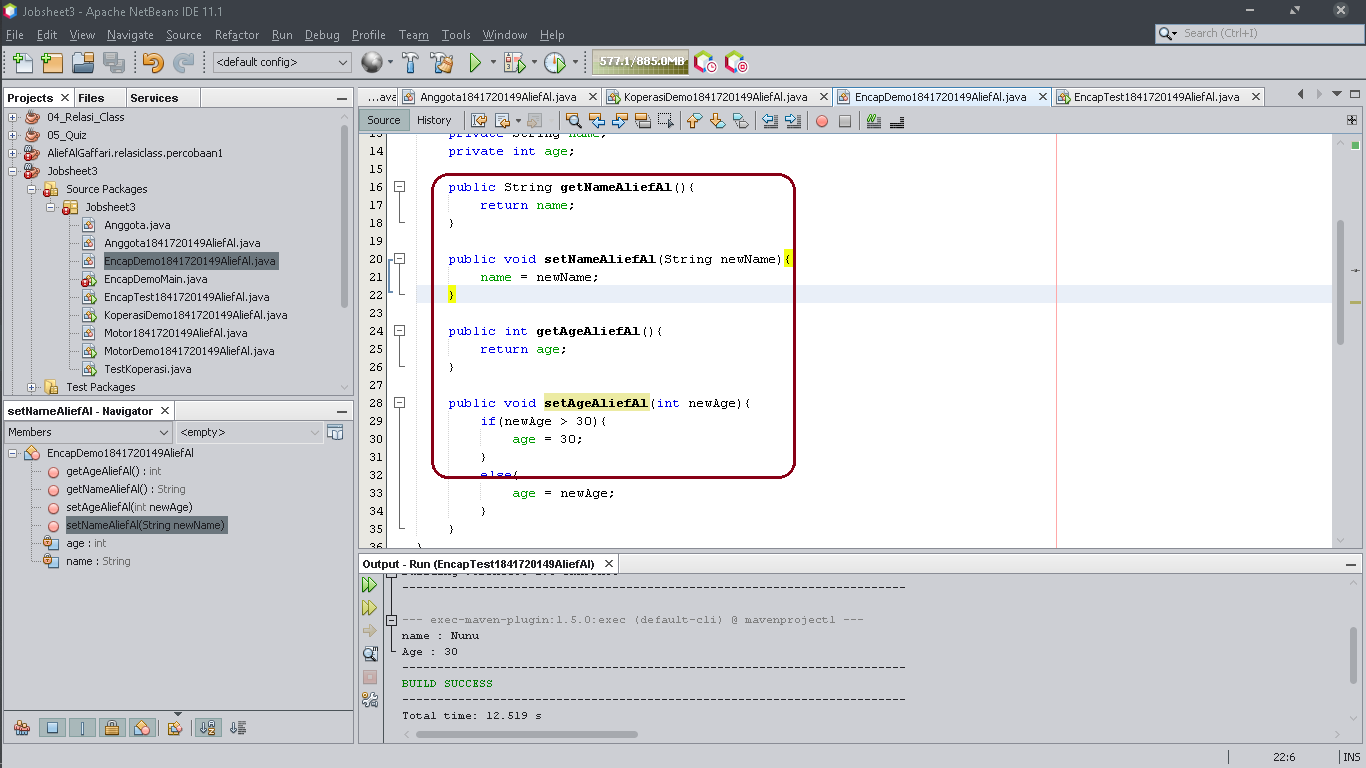 Jobsheet3 - Apache NetBeans IDE 11.1
File Edit View Navigate Source Refactor Run Debug Profile Team Tools Window Help
Search (Ctrl+I)
<default config>
577.1/885.0MB
Projects Files Services
04_Relasi_Class
05_Quiz
AliefAlGaffari.relasiclass.percobaan1
Jobsheet3
Source Packages
Jobsheet3
Anggota.java
Anggota1841720149AliefAl.java
EncapDemo1841720149AliefAl.java
EncapDemoMain.java
EncapTest1841720149AliefAl.java
KoperasiDemo1841720149AliefAl.java
Motor1841720149AliefAl.java
MotorDemo1841720149AliefAl.java
TestKoperasi.java
Test Packages
setNameAliefAl - Navigator
Members <empty>
EncapDemo1841720149AliefAl
getAgeAliefAl() : int
getNameAliefAl() : String
setAgeAliefAl(int newAge)
setNameAliefAl(String newName)
age : int
name : String
...ava Anggota1841720149AliefAl.java KoperasiDemo1841720149AliefAl.java EncapDemo1841720149AliefAl.java EncapTest1841720149AliefAl.java
Source History
13 private String name;
14 private int age;
15
16 public String getNameAliefAl(){
17 return name;
18 }
19
20 public void setNameAliefAl(String newName){
21 name = newName;
22 }
23
24 public int getAgeAliefAl(){
25 return age;
26 }
27
28 public void setAgeAliefAl(int newAge){
29 if(newAge > 30){
30 age = 30;
31 }
32 else{
33 age = newAge;
34 }
35 }
36 }
Output - Run (EncapTest1841720149AliefAl)
------------------------------------------------------------------------
--- exec-maven-plugin:1.5.0:exec (default-cli) @ mavenproject1 ---
name : Nunu
Age : 30
------------------------------------------------------------------------
BUILD SUCCESS
------------------------------------------------------------------------
Total time: 12.519 s
22:6 INS